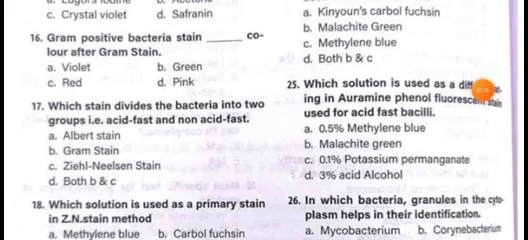 c. Crystal violet d. Safranin
16. Gram positive bacteria stain ______ co-
lour after Gram Stain.
a. Violet b. Green
c. Red d. Pink
17. Which stain divides the bacteria into two
groups i.e. acid-fast and non acid-fast.
a. Albert stain
b. Gram Stain
c. Ziehl-Neelsen Stain
d. Both b & c
18. Which solution is used as a primary stain
in Z.N.stain method
a. Methylene blue b. Carbol fuchsin
a. Kinyoun's carbol fuchsin
b. Malachite Green
c. Methylene blue
d. Both b & c
25. Which solution is used as a
ing in Auramine phenol stain
used for acid fast bacilli.
a. 0.5% Methylene blue
b. Malachite green
c. 0.1% Potassium permanganate
d. 3% acid Alcohol
26. In which bacteria, granules in the cyto-
plasm helps in their identification.
a. Mycobacterium b. Corynebacterium